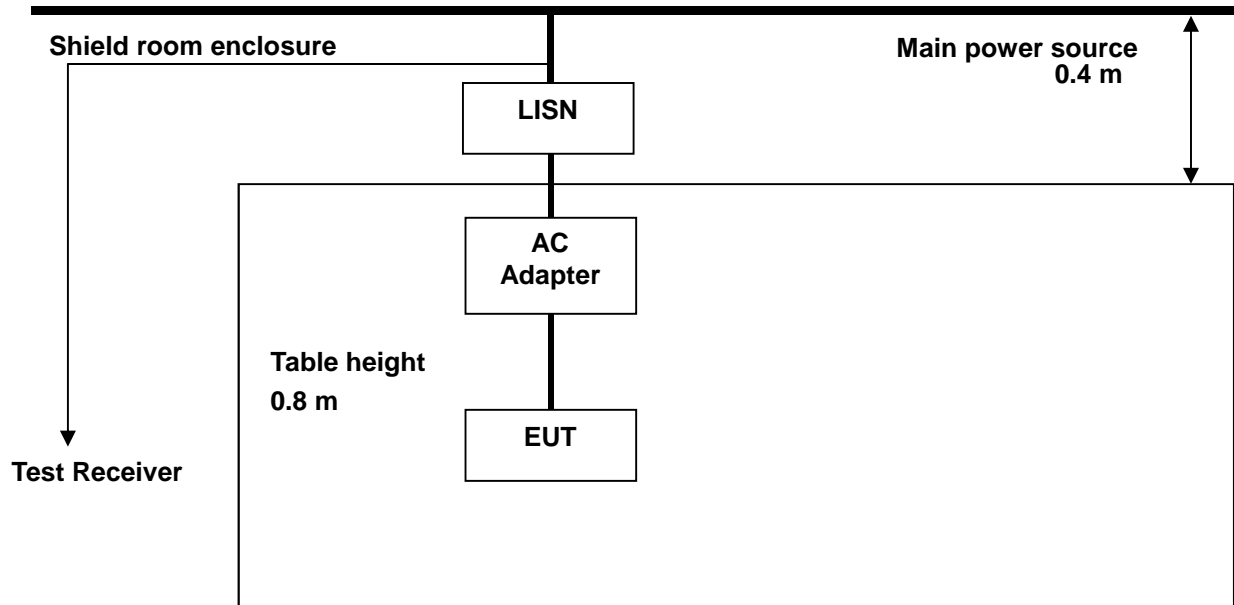 Shield room enclosure
Main power source
0.4 m
LISN
AC
Adapter
Table height
0.8 m
EUT
Test Receiver